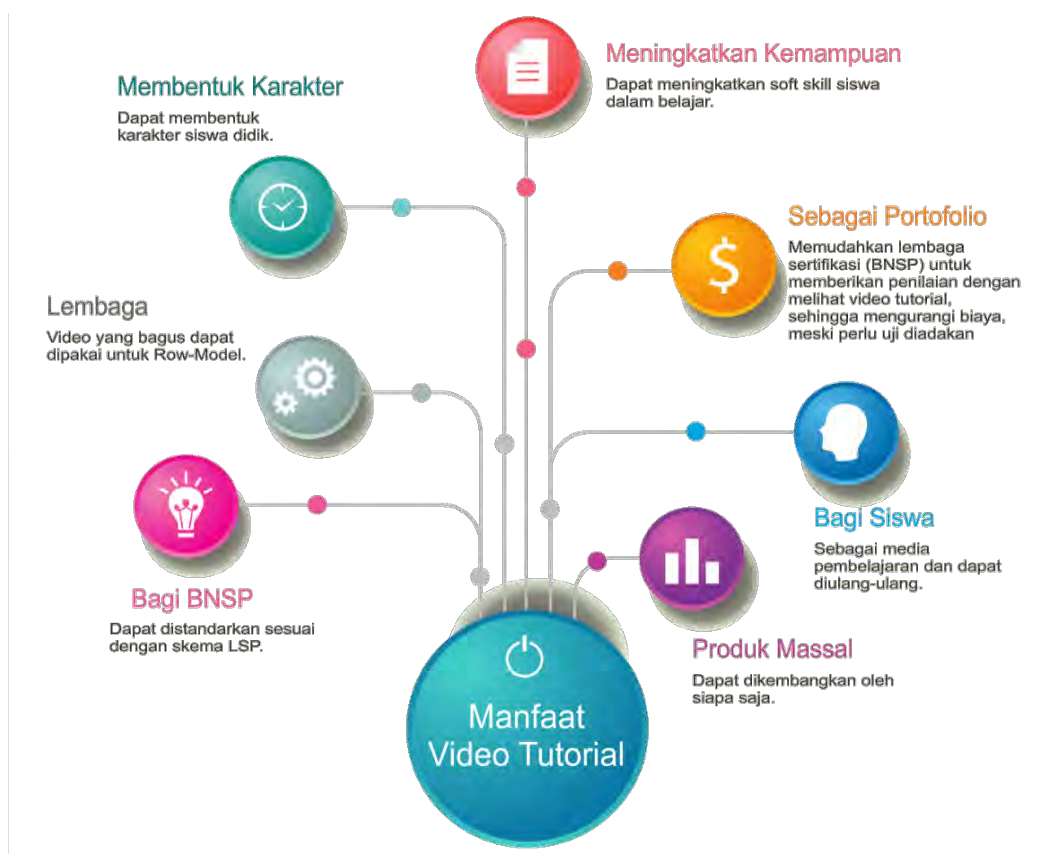 Meningkatkan Kemampuan
Dapat meningkatkan soft skill siswa
dalam belajar.
Membentuk Karakter
Dapat membentuk
karakter siswa didik.
Sebagai Portofolio
Memudahkan lembaga
sertifikasi (BNSP) untuk
memberikan penilaian dengan
melihat video tutorial,
sehingga mengurangi biaya,
meski perlu uji diadakan
Lembaga
Video yang bagus dapat
dipakai untuk Row-Model.
Bagi Siswa
Sebagai media
pembelajaran dan dapat
diulang-ulang.
Bagi BNSP
Dapat distandarkan sesuai
dengan skema LSP.
Produk Massal
Dapat dikembangkan oleh
siapa saja.
Manfaat
Video Tutorial